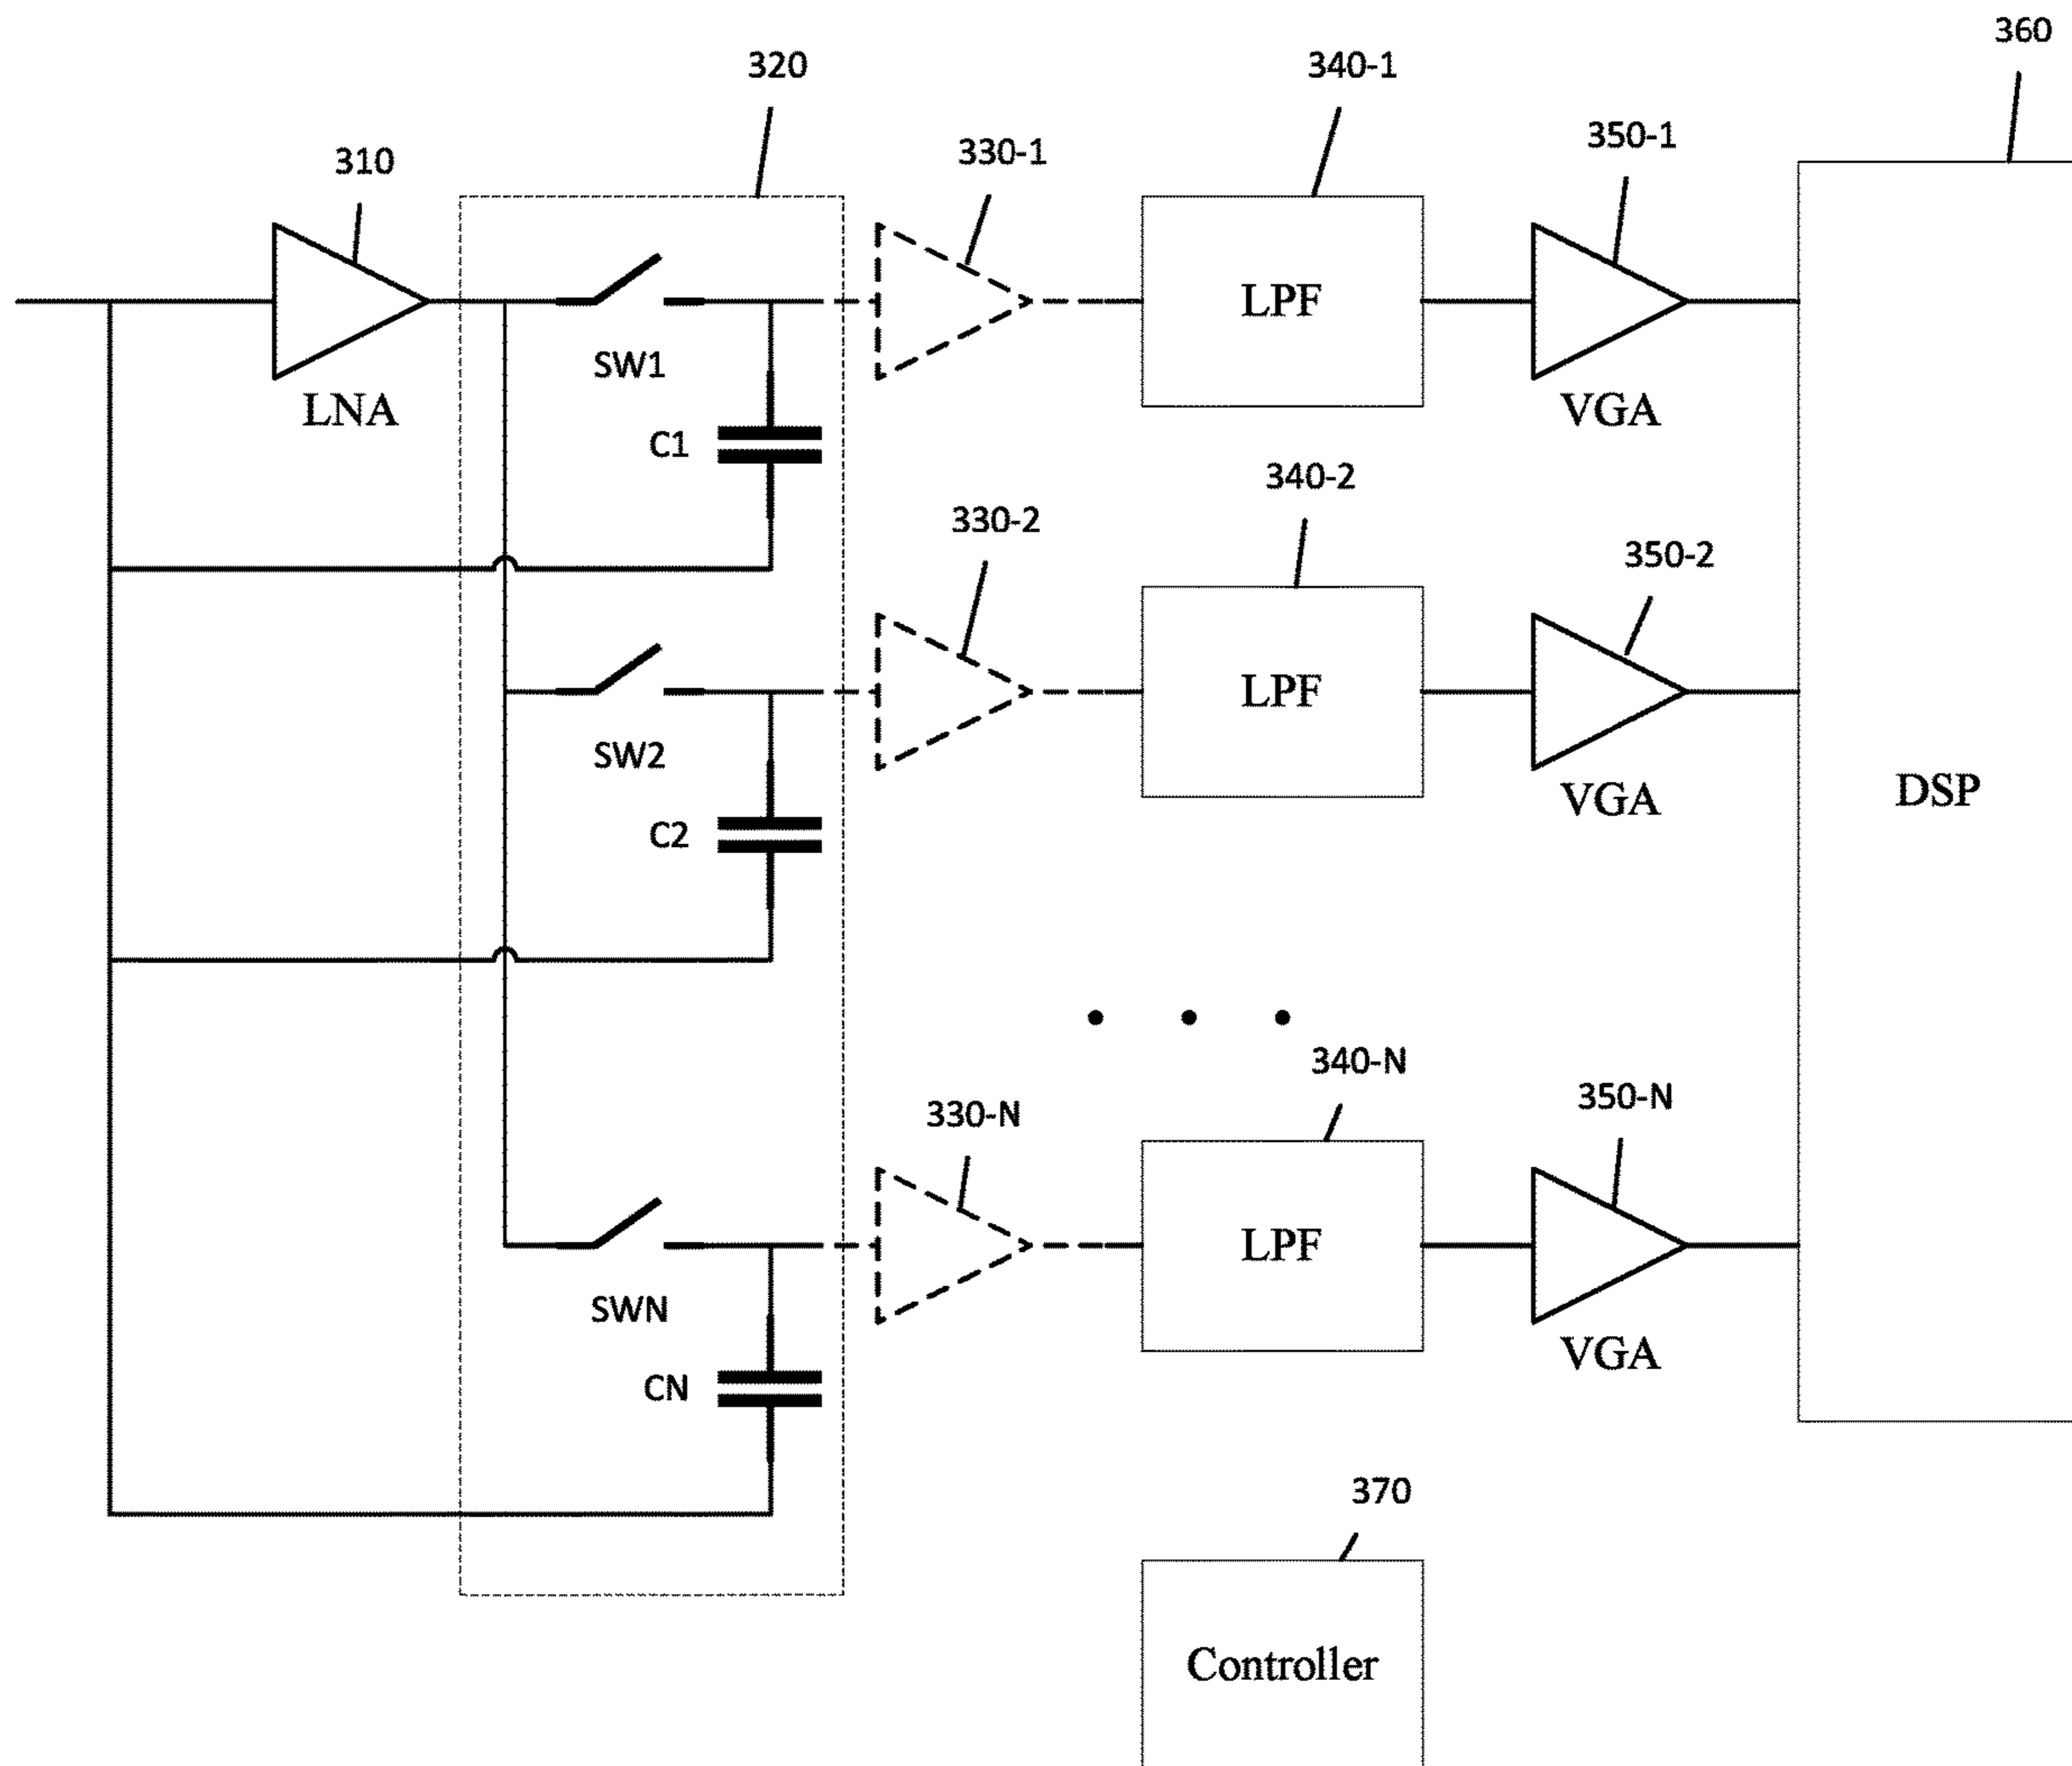 360
320
340-1
350-1
330-1
310
LPF
SW1
LNA
VGA
C1
340-2
330-2
350-2
LPF
SW2
DSP
VGA
C2
• • •
340-N
350-N
330-N
LPF
SWN
VGA
CN
370
Controller